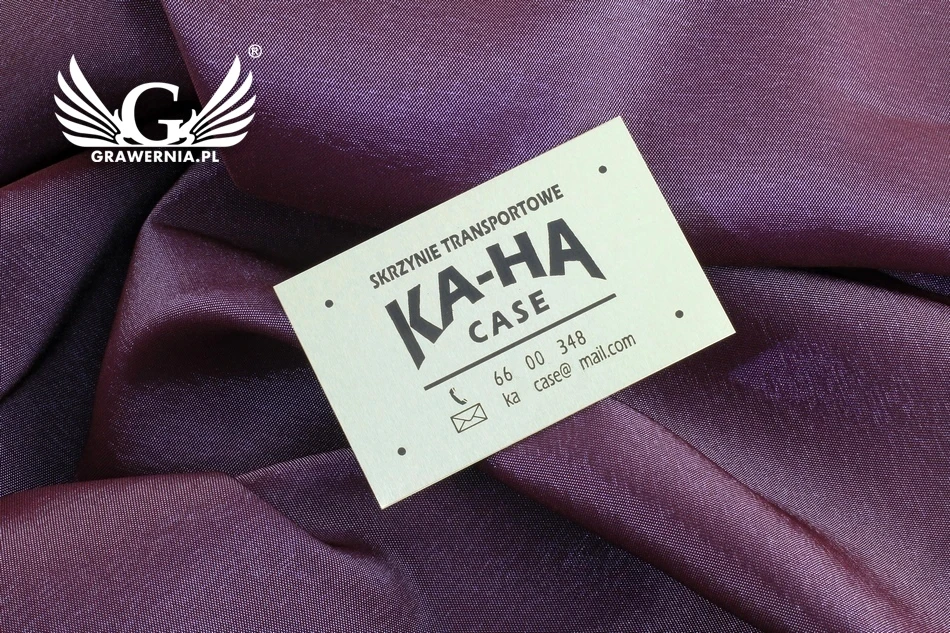 G®
GRAWERNIA.PL
SKRZYNIE TRANSPORTOWE
KA-HA
CASE
66 00 348
ka case@ mail.com